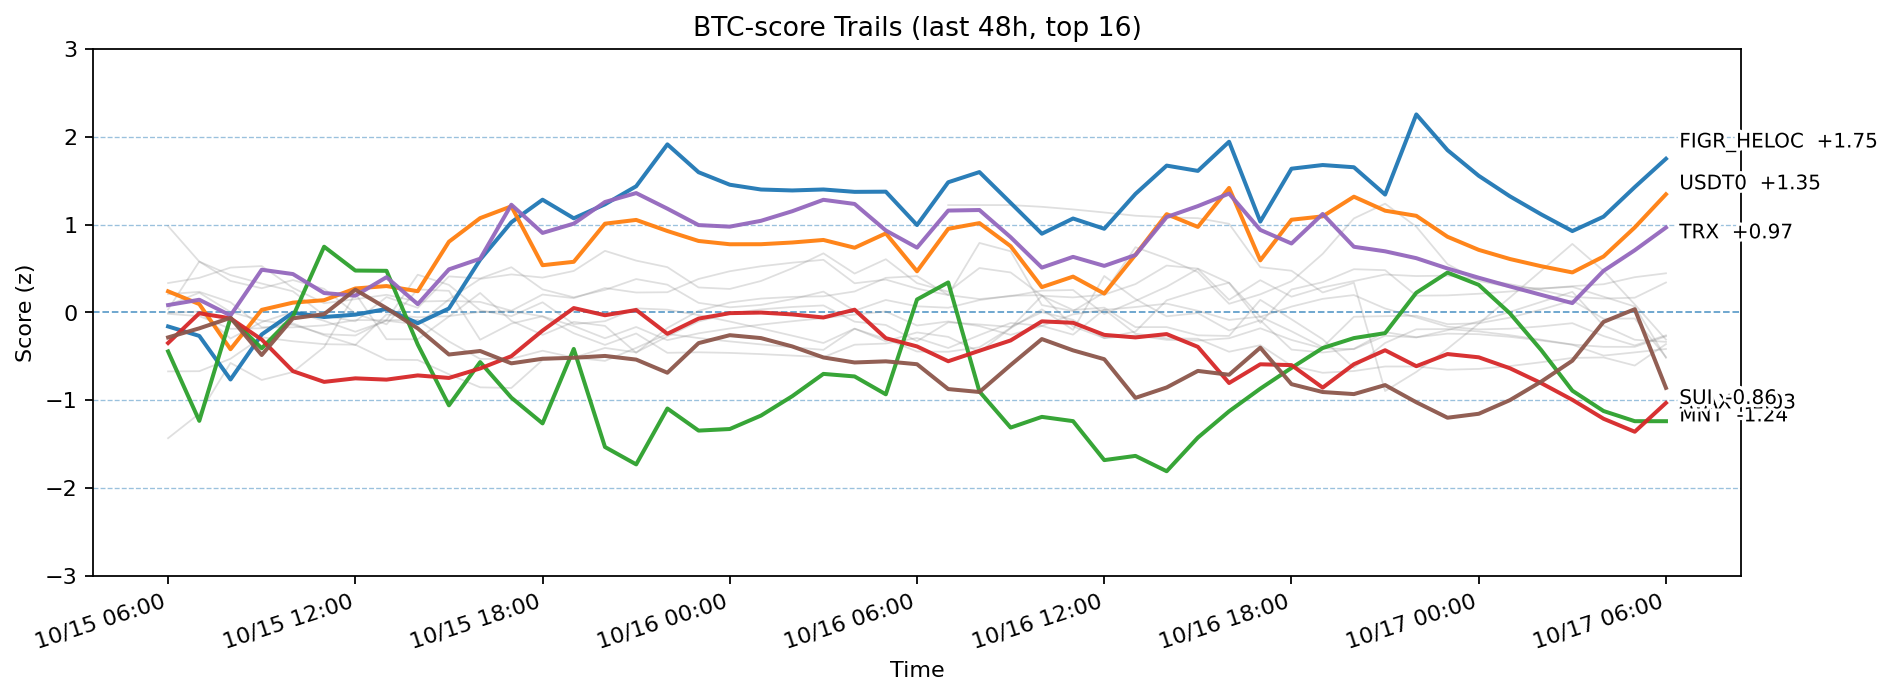 BTC-score Trails (last 48h, top 16)
3
2
1
0
−1
−2
−3
Score (z)
FIGR_HELOC +1.75
USDT0 +1.35
TRX +0.97
SUI -0.86
MNT -1.24
10/15 06:00
10/15 12:00
10/15 18:00
10/16 00:00
10/16 06:00
10/16 12:00
10/16 18:00
10/17 00:00
10/17 06:00
Time